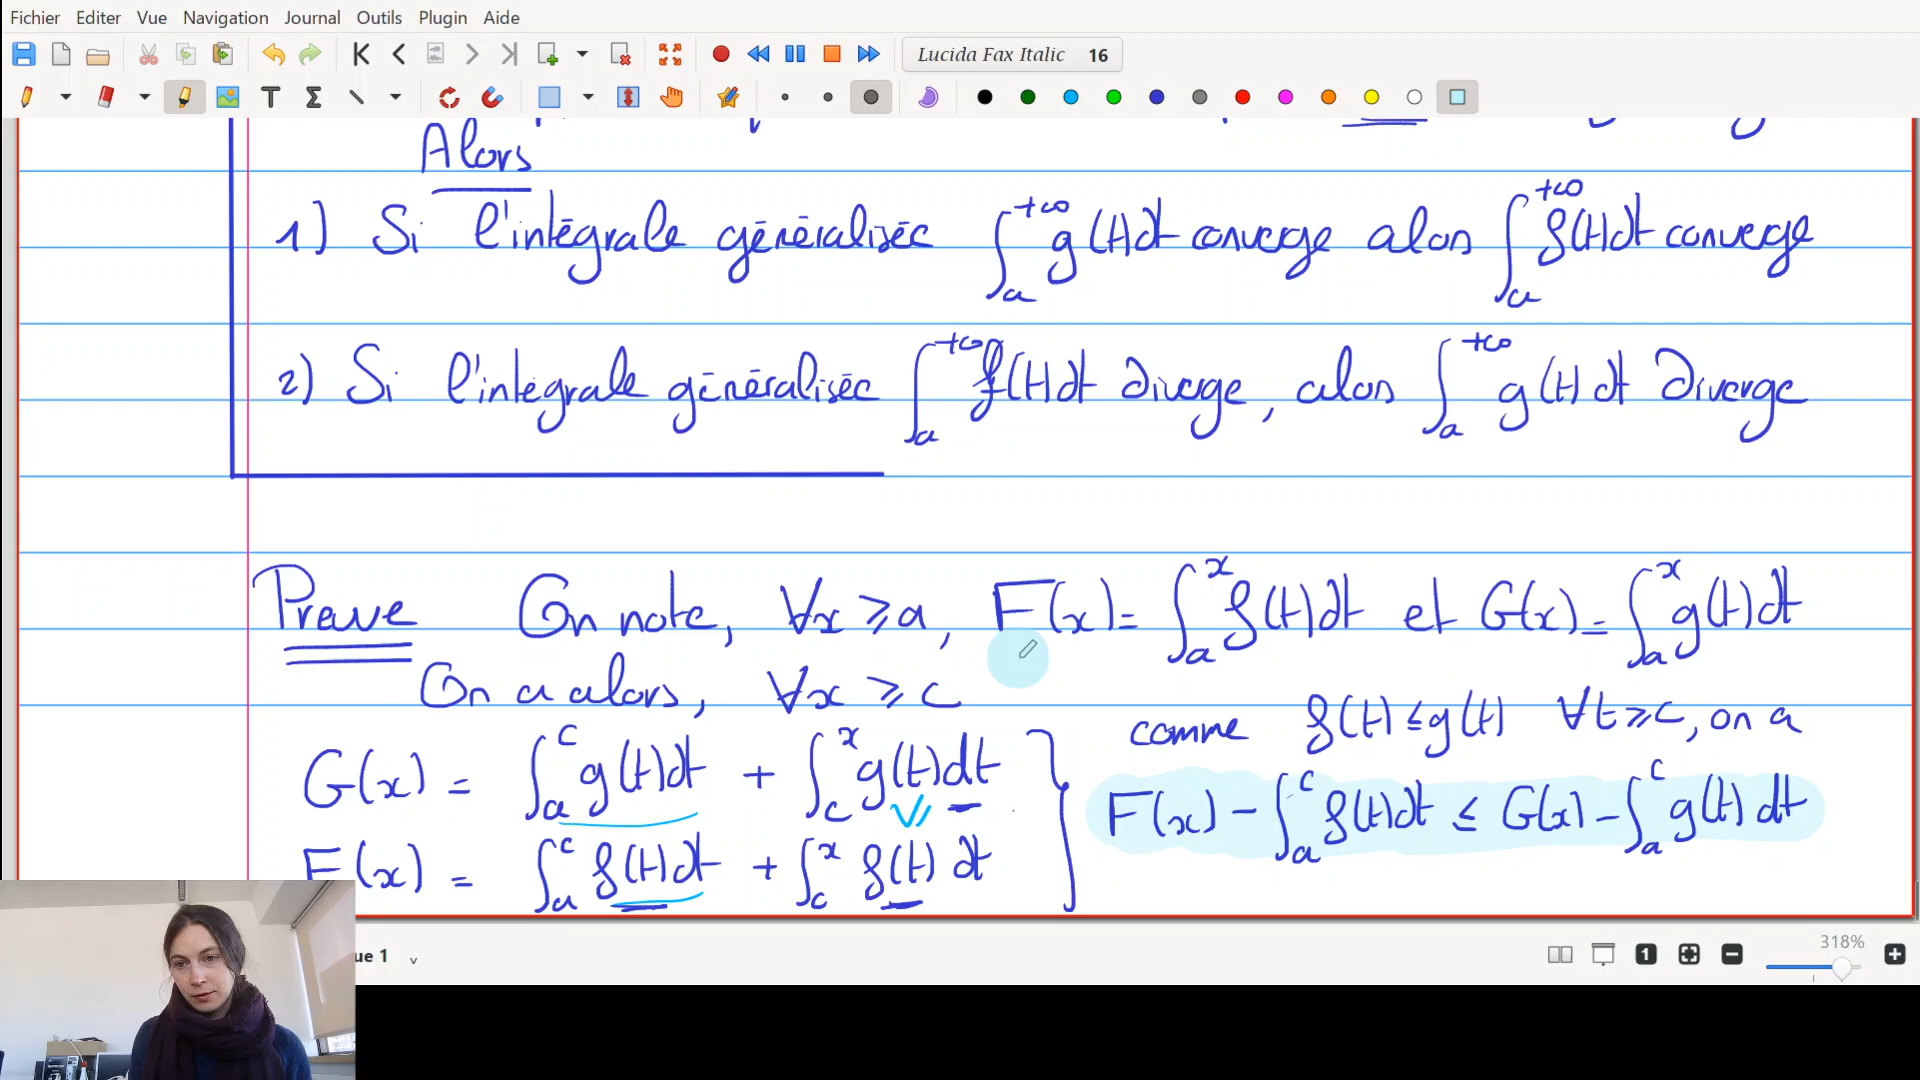 Fichier Editer Vue Navigation Journal Outils Plugin Aide
Lucida Fax Italic 16
Alors
1) Si l'intégrale généralisée ∫_a^{+∞} g(t)dt converge alors ∫_a^{+∞} f(t)dt converge
2) Si l'intégrale généralisée ∫_a^{+∞} f(t)dt diverge, alors ∫_a^{+∞} g(t)dt diverge
Preuve On note, ∀x ≥ a, F(x) = ∫_a^x f(t)dt et G(x) = ∫_a^x g(t)dt
On a alors, ∀x ≥ c
G(x) = ∫_a^c g(t)dt + ∫_c^x g(t)dt
F(x) = ∫_a^c f(t)dt + ∫_c^x f(t)dt
comme f(t) ≤ g(t) ∀t ≥ c, on a
F(x) - ∫_a^c f(t)dt ≤ G(x) - ∫_a^c g(t)dt
ue 1
318%